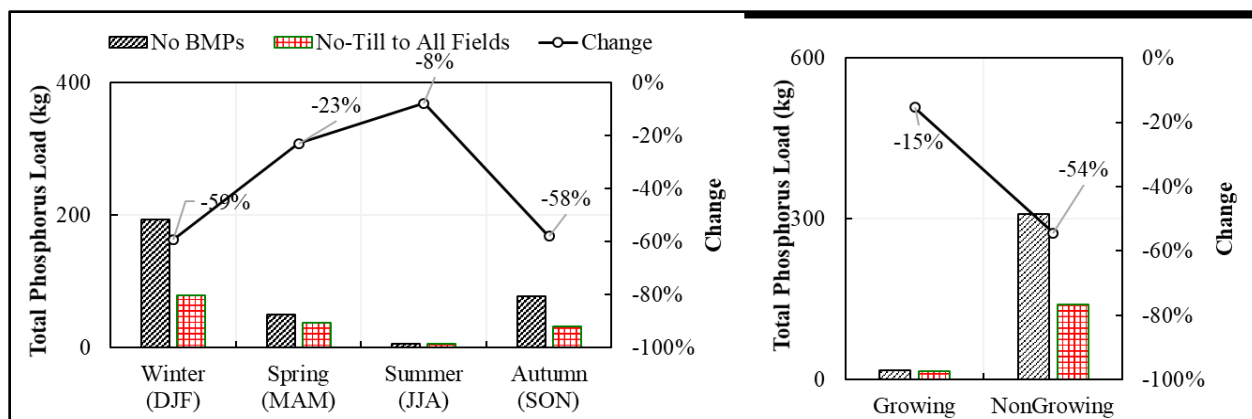 No BMPs No-Till to All Fields Change
-8%
400 0%
-23%
-20%
-59%
-58%
-40%
200
-60%
-80%
0 -100%
Total Phosphorus Load (kg)
Change
Winter Spring Summer Autumn
(DJF) (MAM) (JJA) (SON)
600 0%
-15%
-20%
-54%
-40%
300
-60%
-80%
0 -100%
Total Phosphorus Load (kg)
Change
Growing NonGrowing